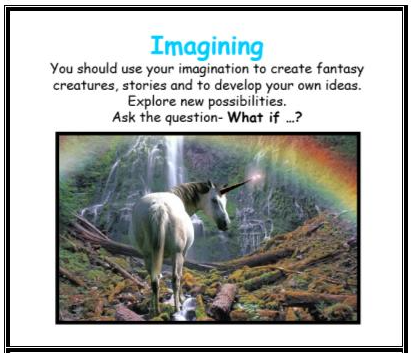 Imagining
You should use your imagination to create fantasy
creatures, stories and to develop your own ideas.
Explore new possibilities.
Ask the question- What if ...?